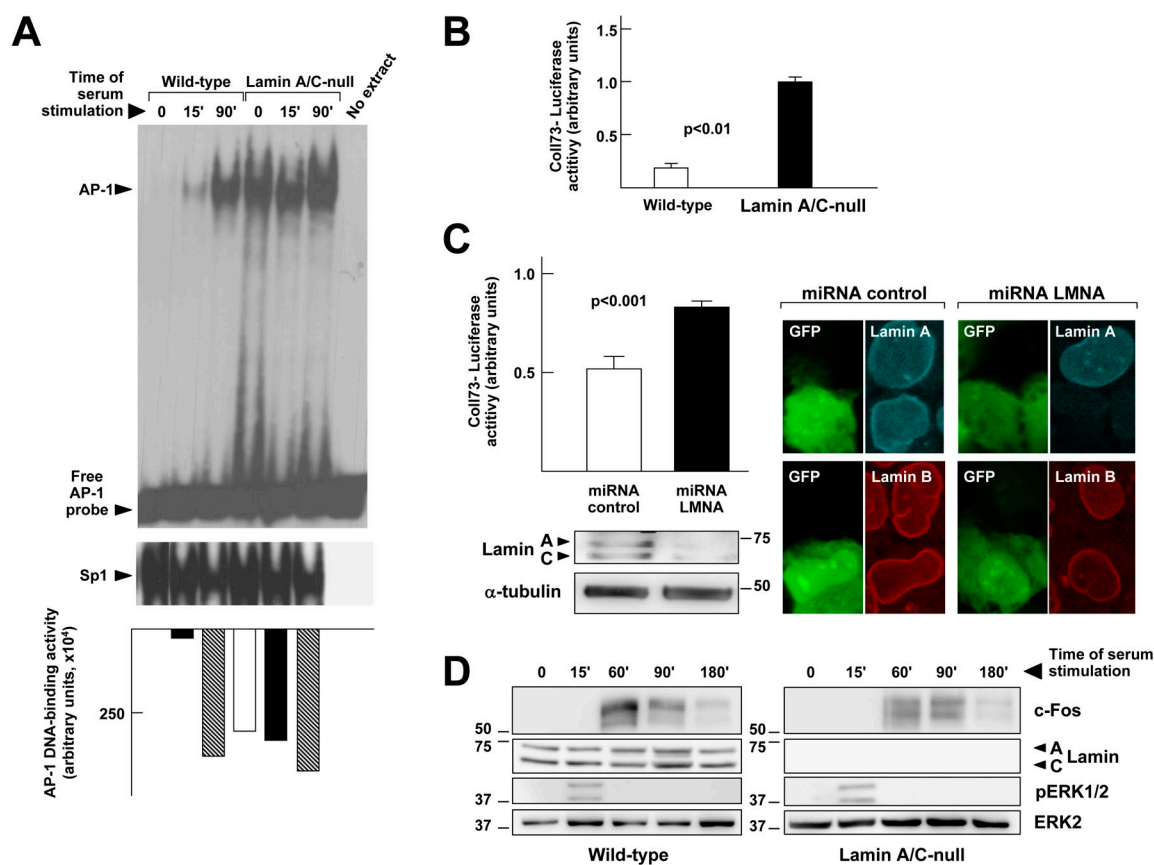 A
Time of
serum
stimulation
Wild-type
Lamin A/C-null
No extract
0 15' 90' 0 15' 90'
AP-1
Free
AP-1
probe
Sp1
AP-1 DNA-binding activity
(arbitrary units, x10⁴)
250
B
Coll73- Luciferase
actitivy (arbitrary units)
1.5
1.0
0.5
p<0.01
Wild-type Lamin A/C-null
C
Coll73- Luciferase
actitivy (arbitrary units)
1.0
0.5
p<0.001
miRNA
control
miRNA
LMNA
Lamin A
C
75
α-tubulin
50
miRNA control miRNA LMNA
GFP Lamin A GFP Lamin A
GFP Lamin B GFP Lamin B
D
0 15' 60' 90' 180' 0 15' 60' 90' 180'
Time of serum
stimulation
50 50 c-Fos
75 75 A
C Lamin
37 37 pERK1/2
37 37 ERK2
Wild-type Lamin A/C-null